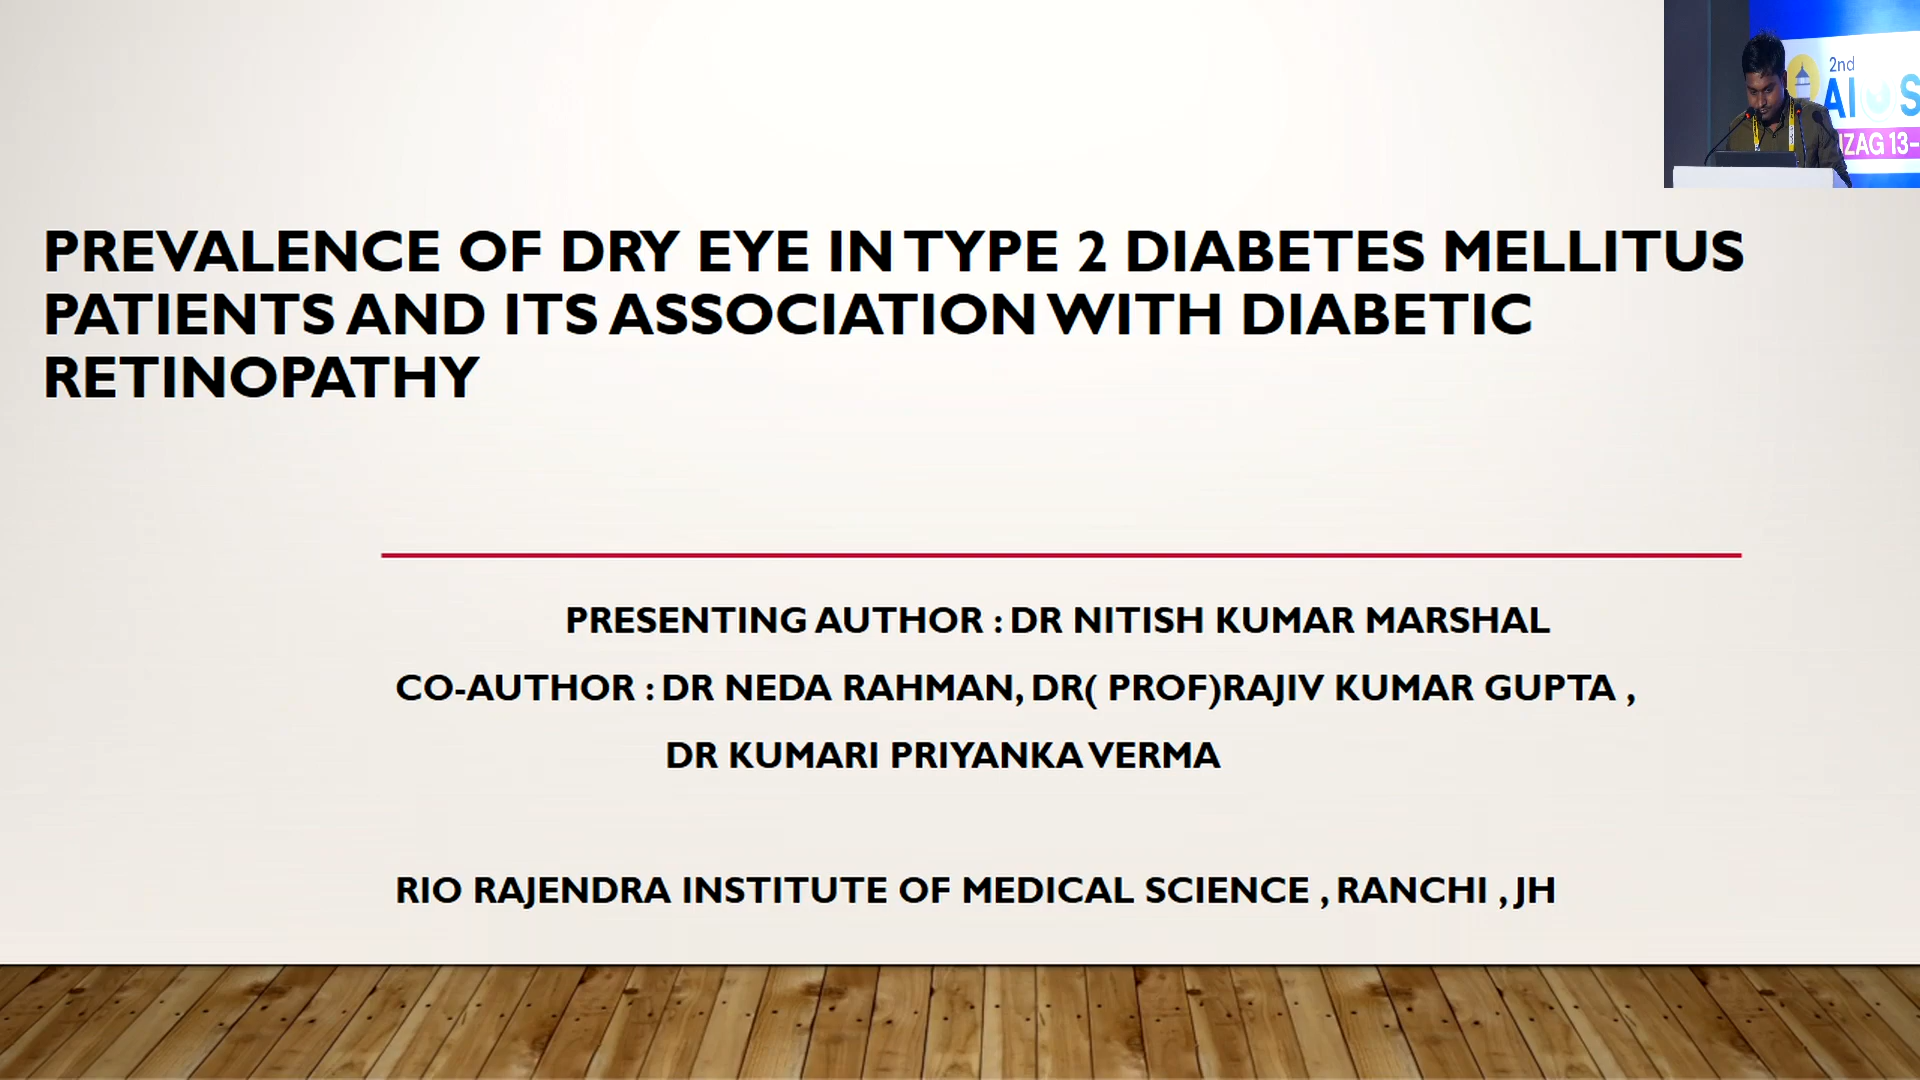 2nd
AIOS
ZAG 13-
PREVALENCE OF DRY EYE IN TYPE 2 DIABETES MELLITUS
PATIENTS AND ITS ASSOCIATION WITH DIABETIC
RETINOPATHY
PRESENTING AUTHOR : DR NITISH KUMAR MARSHAL
CO-AUTHOR : DR NEDA RAHMAN, DR( PROF)RAJIV KUMAR GUPTA ,
DR KUMARI PRIYANKA VERMA
RIO RAJENDRA INSTITUTE OF MEDICAL SCIENCE , RANCHI , JH